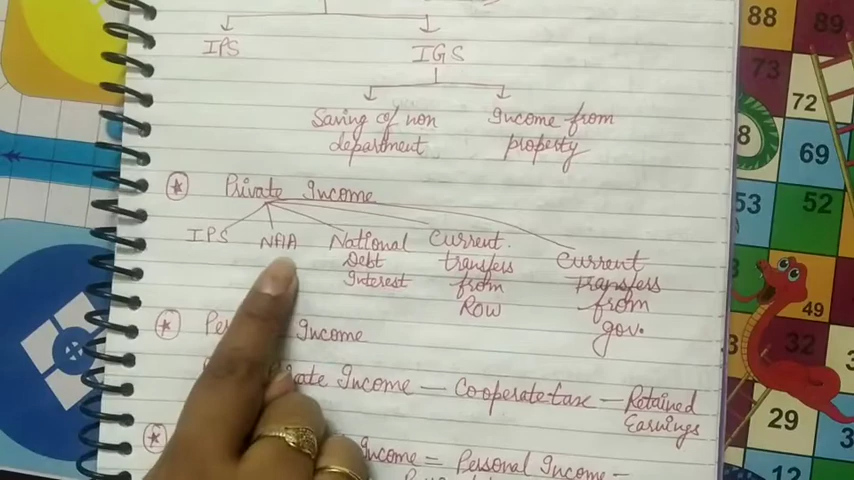 IPS
IGS
Saving of non
department
Income from
property
Private Income
IPS
NFIA
National
Debt
Interest
Current
transfers
from
Row
Current
transfers
from
gov.
Income
Income — Cooperate tax — Retained
Earnings
Income = Personal Income —
88
89
73
72
8
69
53
52
49
32
29
12